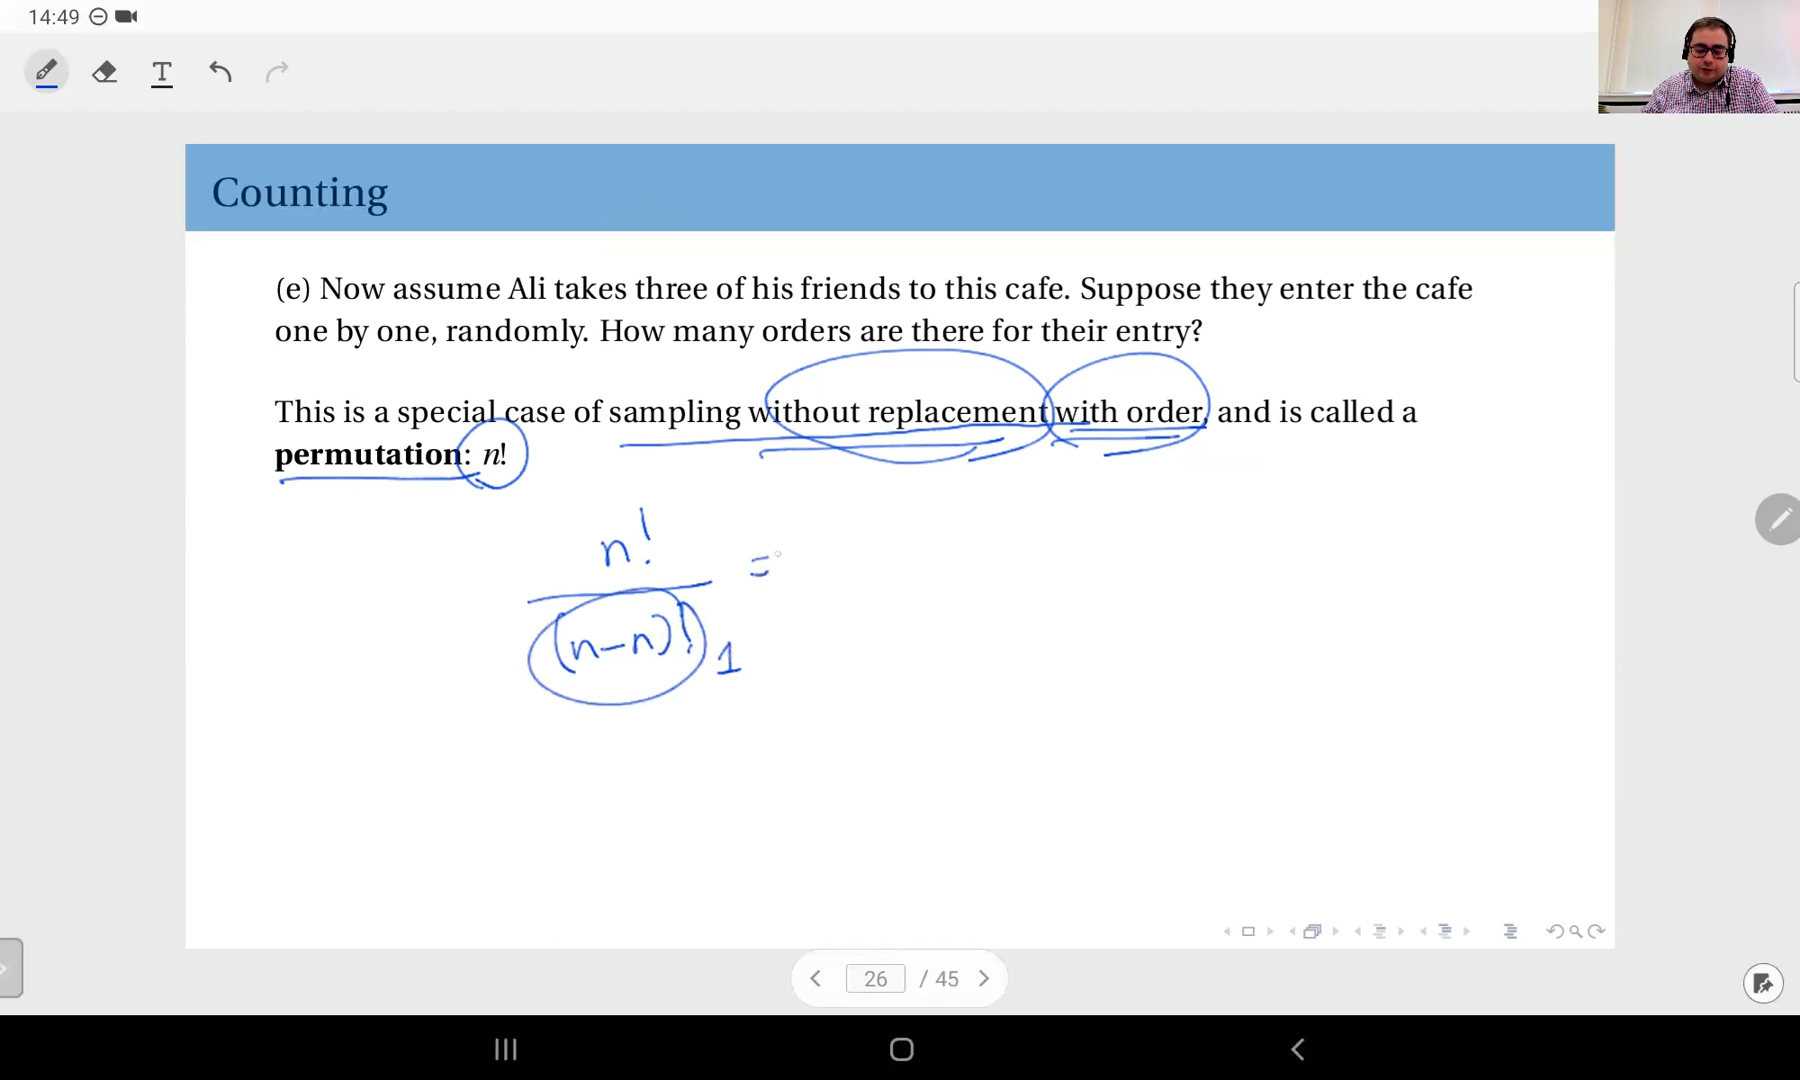 14:49
T
Counting
(e) Now assume Ali takes three of his friends to this cafe. Suppose they enter the cafe
one by one, randomly. How many orders are there for their entry?
This is a special case of sampling without replacement with order, and is called a
permutation: n!
n!
=
(n-n)! 1
26 / 45